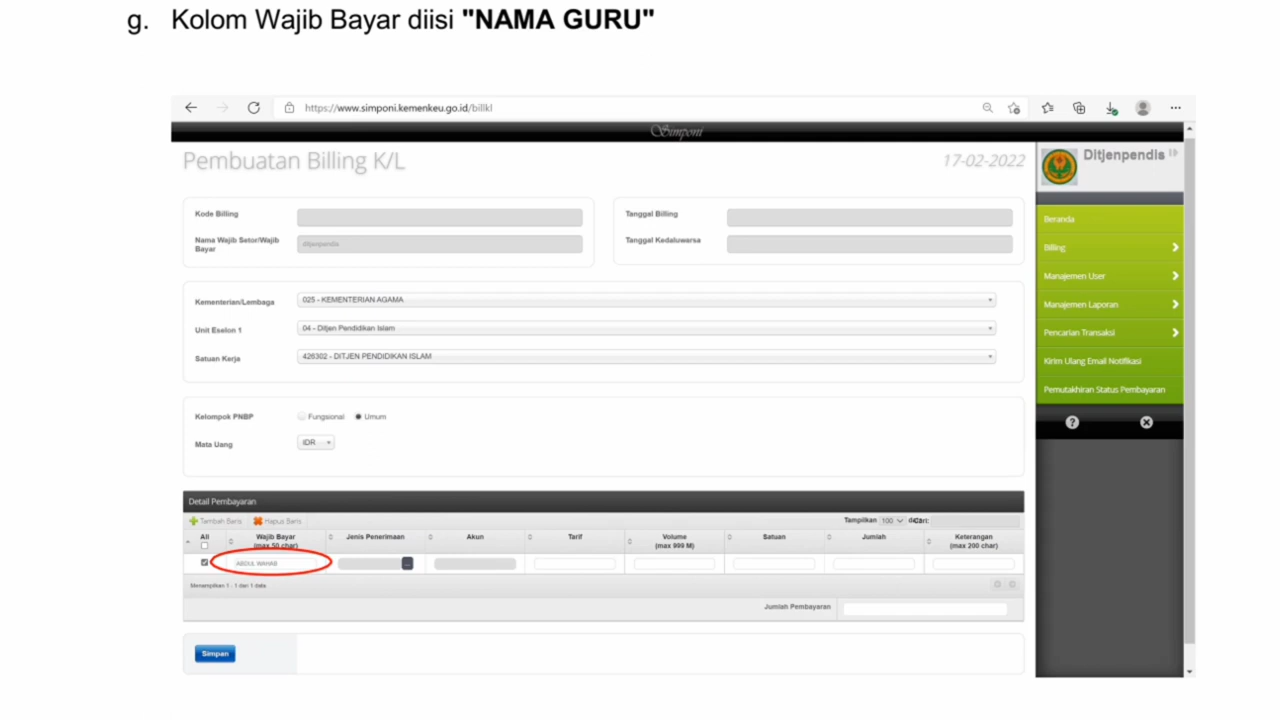 g. Kolom Wajib Bayar diisi "NAMA GURU"
https://www.simponi.kemenkeu.go.id/billkl
Simponi
Pembuatan Billing K/L
17-02-2022
Ditjenpendis
Kode Billing
Tanggal Billing
Nama Wajib Setor/Wajib
Bayar
ditjenpendis
Tanggal Kedaluwarsa
Beranda
Billing
Manajemen User
Manajemen Laporan
Pencarian Transaksi
Kirim Ulang Email Notifikasi
Pemutakhiran Status Pembayaran
Kementerian/Lembaga
025 - KEMENTERIAN AGAMA
Unit Eselon 1
04 - Ditjen Pendidikan Islam
Satuan Kerja
426302 - DITJEN PENDIDIKAN ISLAM
Kelompok PNBP
Fungsional
Umum
Mata Uang
IDR
Detail Pembayaran
Tambah Baris
Hapus Baris
Tampilkan 100
Cari:
All
Wajib Bayar
(max 50 char)
Jenis Penerimaan
Akun
Tarif
Volume
(max 999 M)
Satuan
Jumlah
Keterangan
(max 200 char)
ABDUL WAHAB
...
Menampilkan 1 - 1 dari 1 data
Jumlah Pembayaran
Simpan